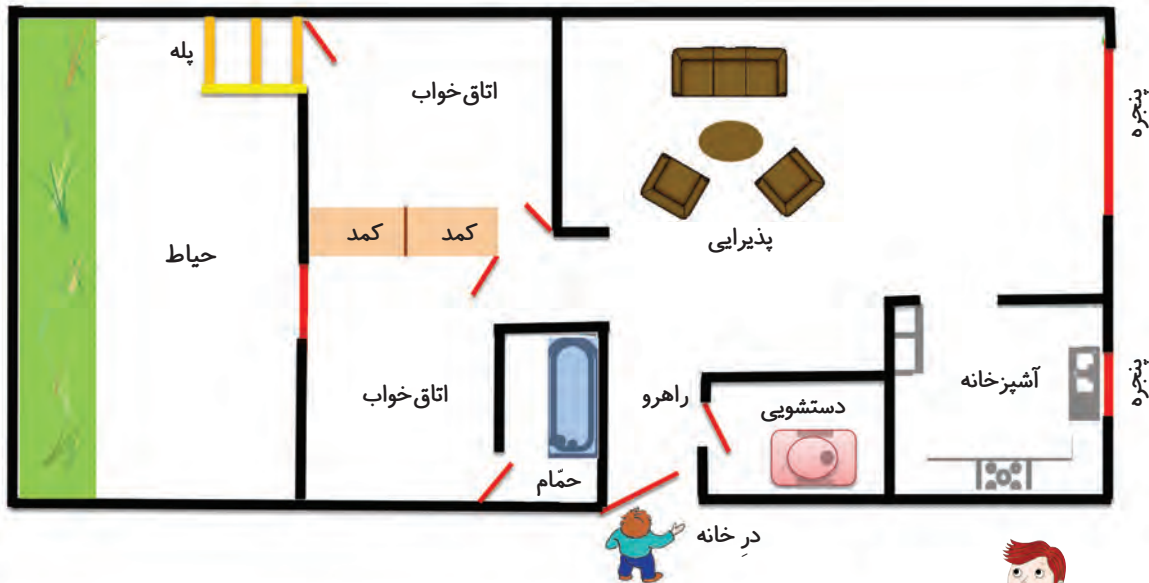 پله
اتاق‌خواب
پنجره
کمد
کمد
پذیرایی
حیاط
آشپزخانه
پنجره
راهرو
اتاق‌خواب
دستشویی
حمّام
درِ خانه